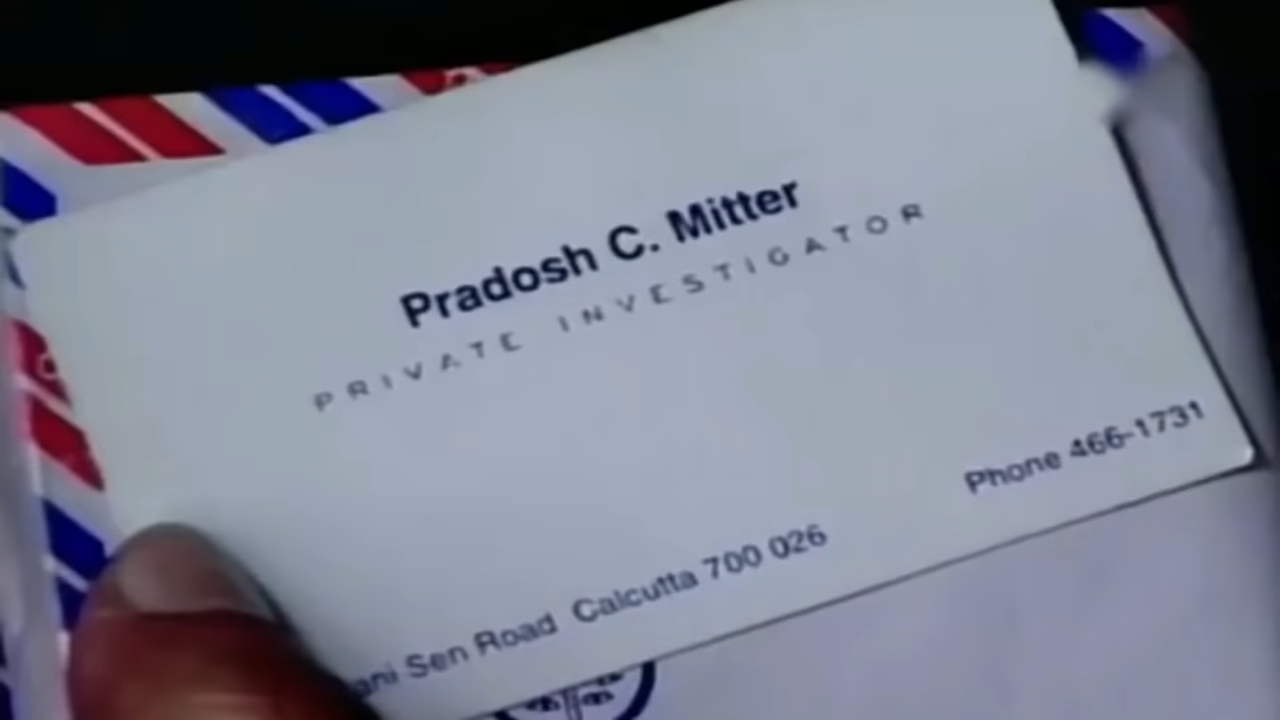 Pradosh C. Mitter
PRIVATE INVESTIGATOR
Phone 466-1731
Sen Road Calcutta 700 026